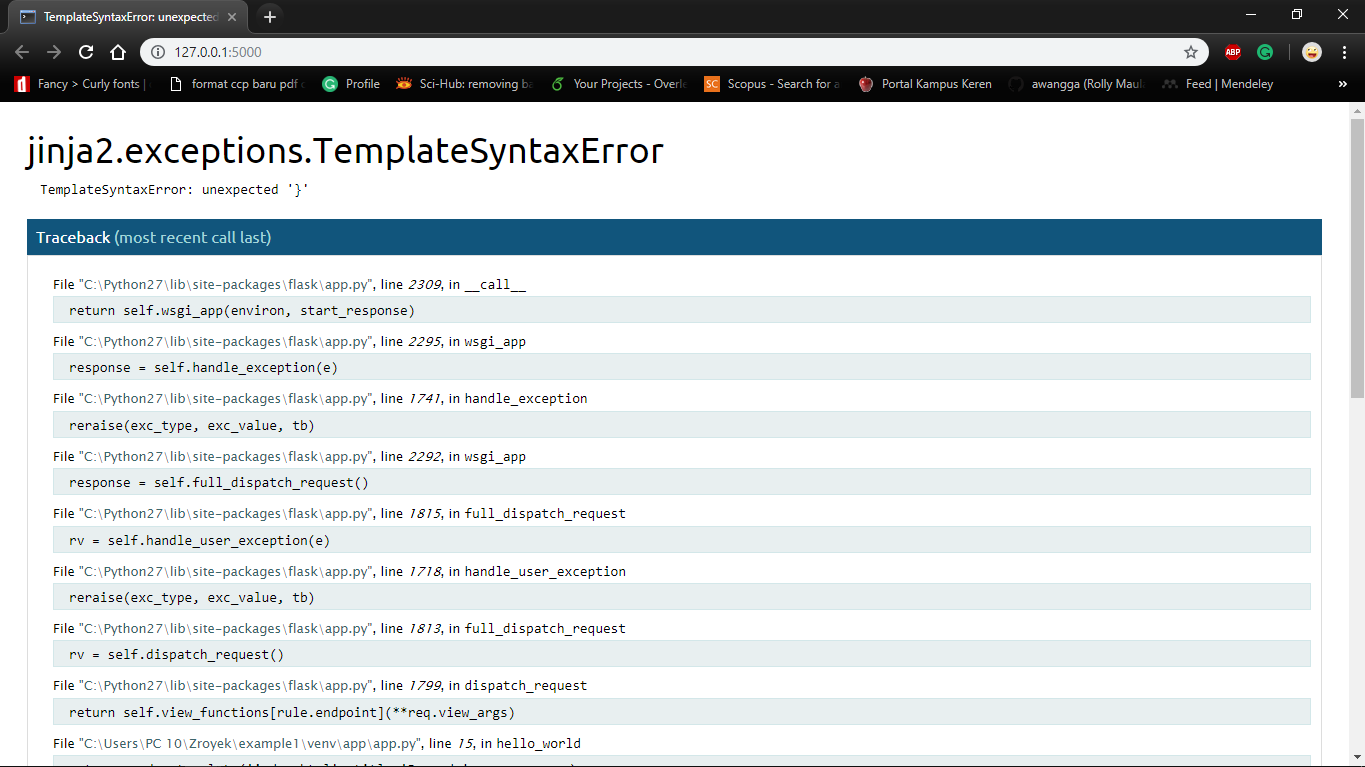 TemplateSyntaxError: unexpected
127.0.0.1:5000
ABP
Fancy > Curly fonts |
format ccp baru pdf
Profile
Sci-Hub: removing ba
Your Projects - Overle
SC
Scopus - Search for a
Portal Kampus Keren
awangga (Rolly Maul
Feed | Mendeley
»
jinja2.exceptions.TemplateSyntaxError
TemplateSyntaxError: unexpected '}'
Traceback (most recent call last)
File "C:\Python27\lib\site-packages\flask\app.py", line 2309, in __call__
return self.wsgi_app(environ, start_response)
File "C:\Python27\lib\site-packages\flask\app.py", line 2295, in wsgi_app
response = self.handle_exception(e)
File "C:\Python27\lib\site-packages\flask\app.py", line 1741, in handle_exception
reraise(exc_type, exc_value, tb)
File "C:\Python27\lib\site-packages\flask\app.py", line 2292, in wsgi_app
response = self.full_dispatch_request()
File "C:\Python27\lib\site-packages\flask\app.py", line 1815, in full_dispatch_request
rv = self.handle_user_exception(e)
File "C:\Python27\lib\site-packages\flask\app.py", line 1718, in handle_user_exception
reraise(exc_type, exc_value, tb)
File "C:\Python27\lib\site-packages\flask\app.py", line 1813, in full_dispatch_request
rv = self.dispatch_request()
File "C:\Python27\lib\site-packages\flask\app.py", line 1799, in dispatch_request
return self.view_functions[rule.endpoint](**req.view_args)
File "C:\Users\PC 10\Zroyek\example1\venv\app\app.py", line 15, in hello_world